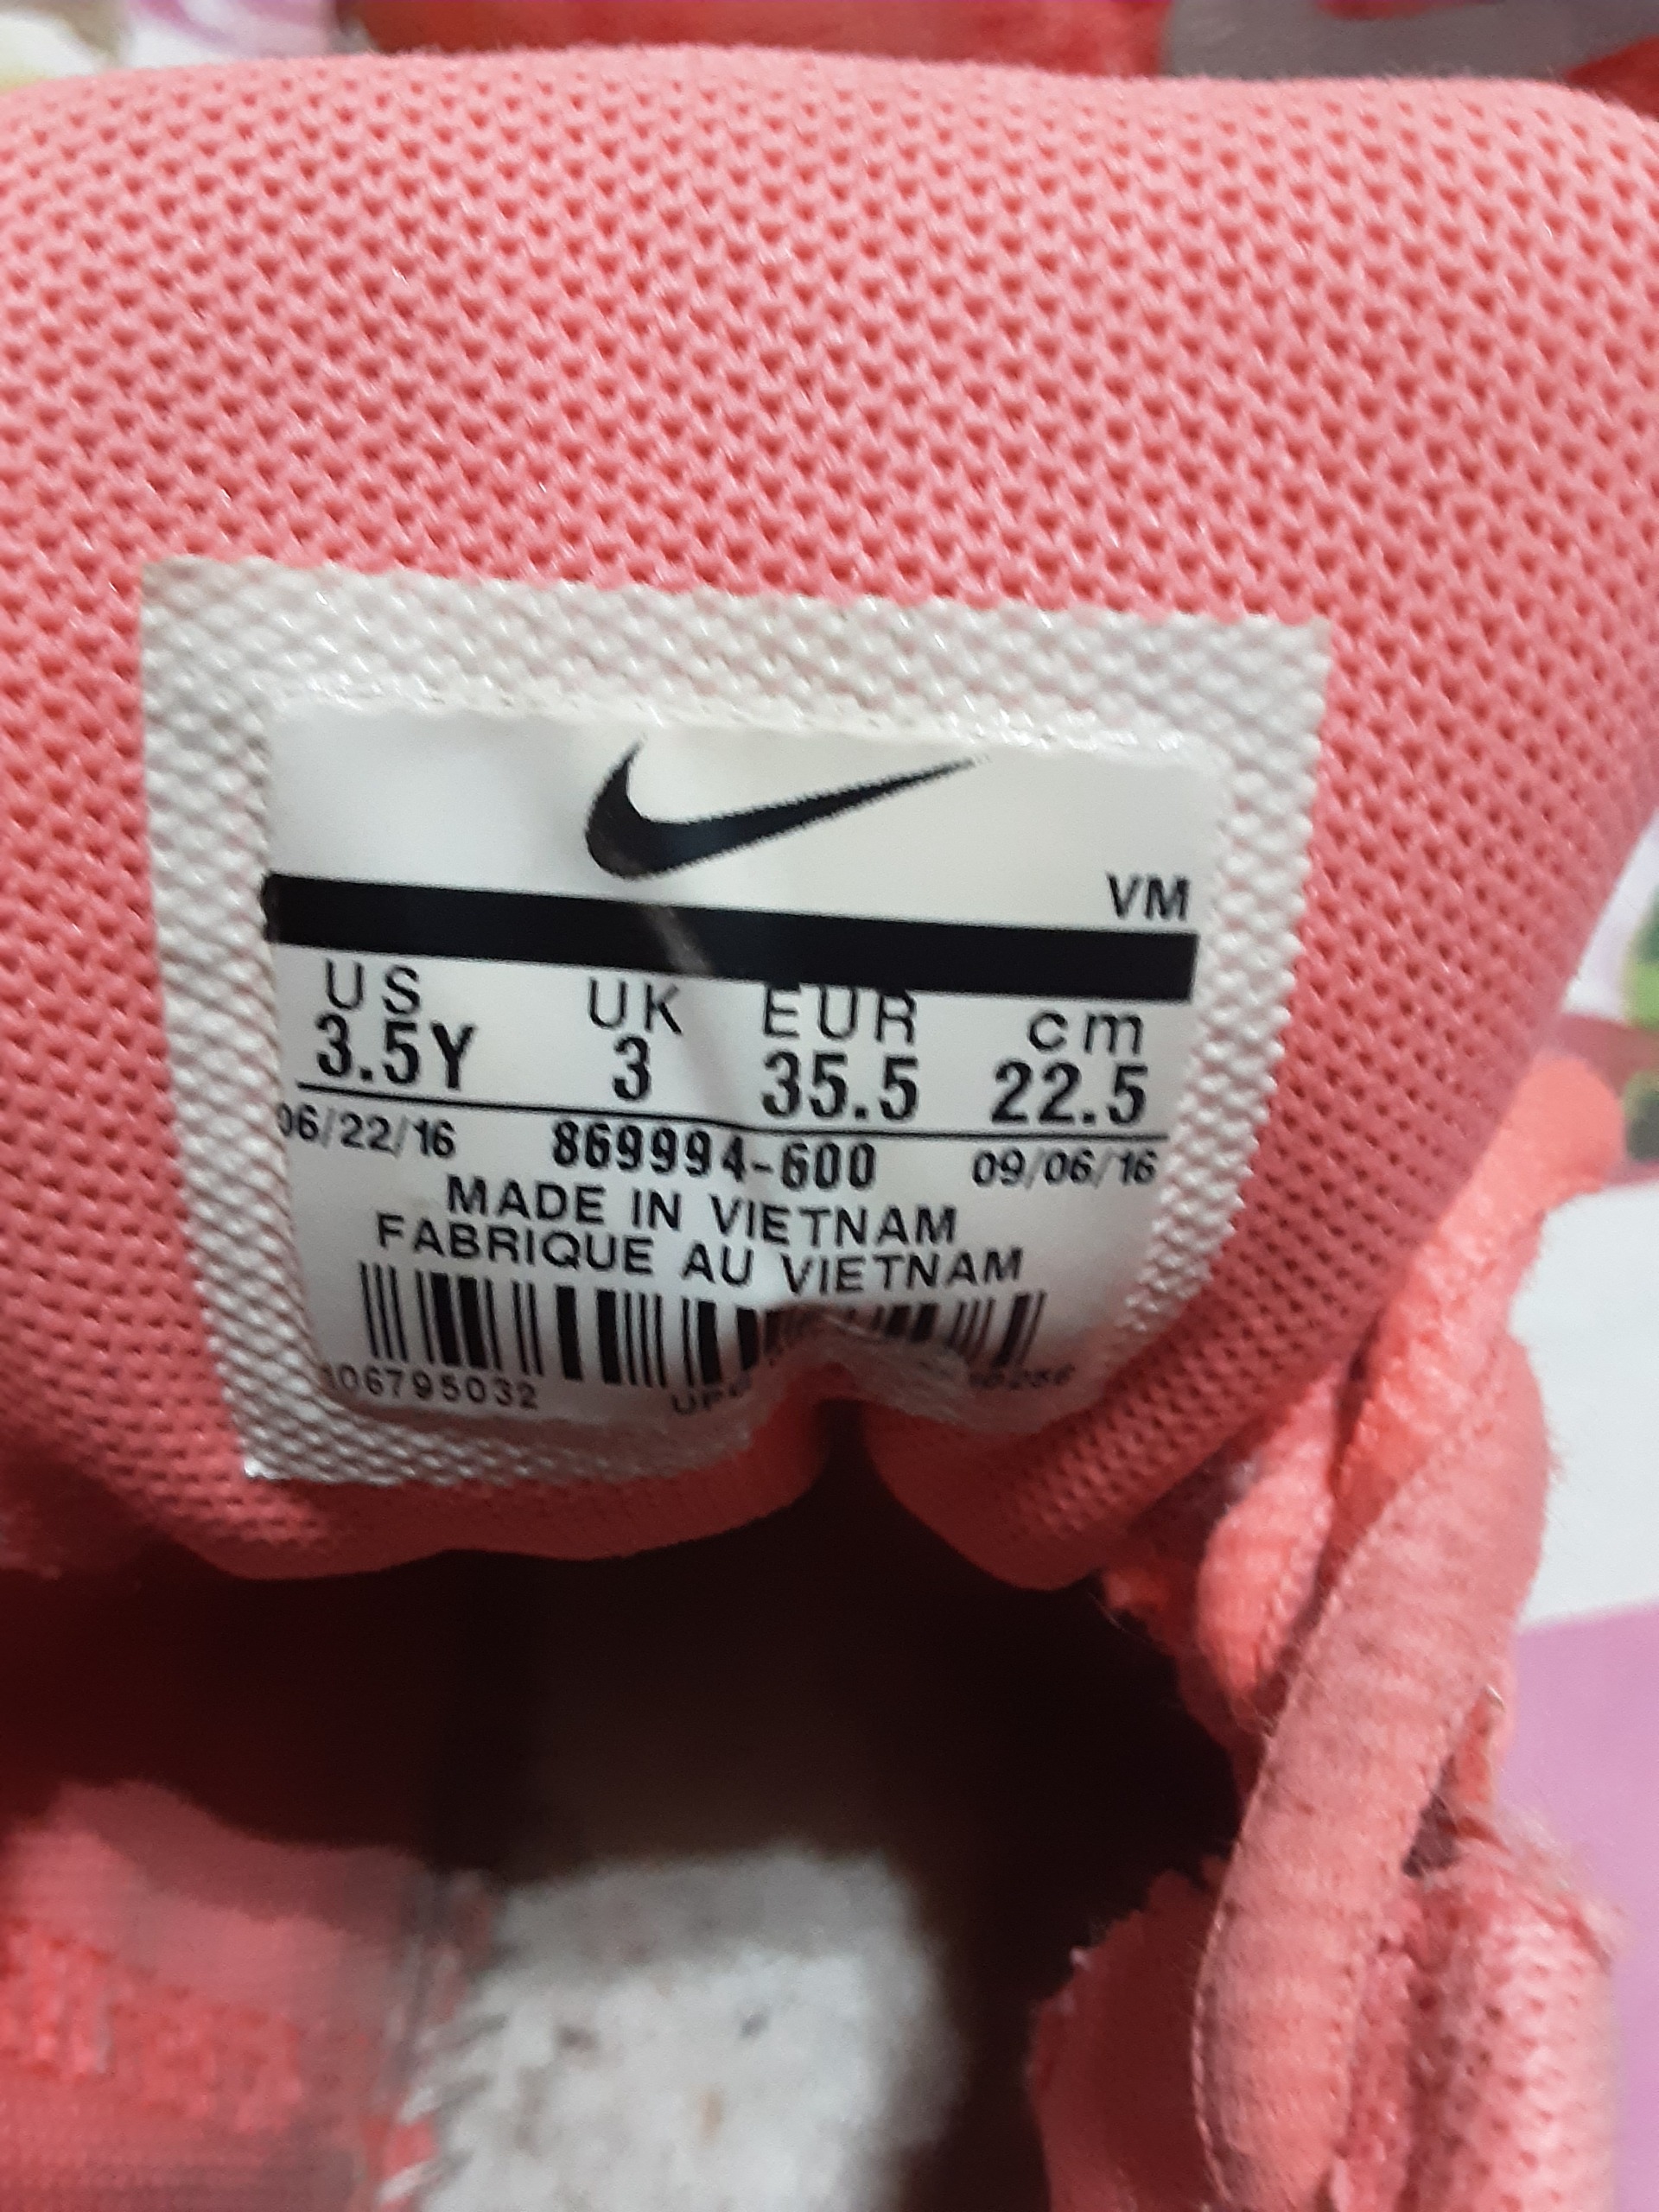 VM
US UK EUR cm
3.5Y 3 35.5 22.5
06/22/16 869994-600 09/06/16
MADE IN VIETNAM
FABRIQUE AU VIETNAM